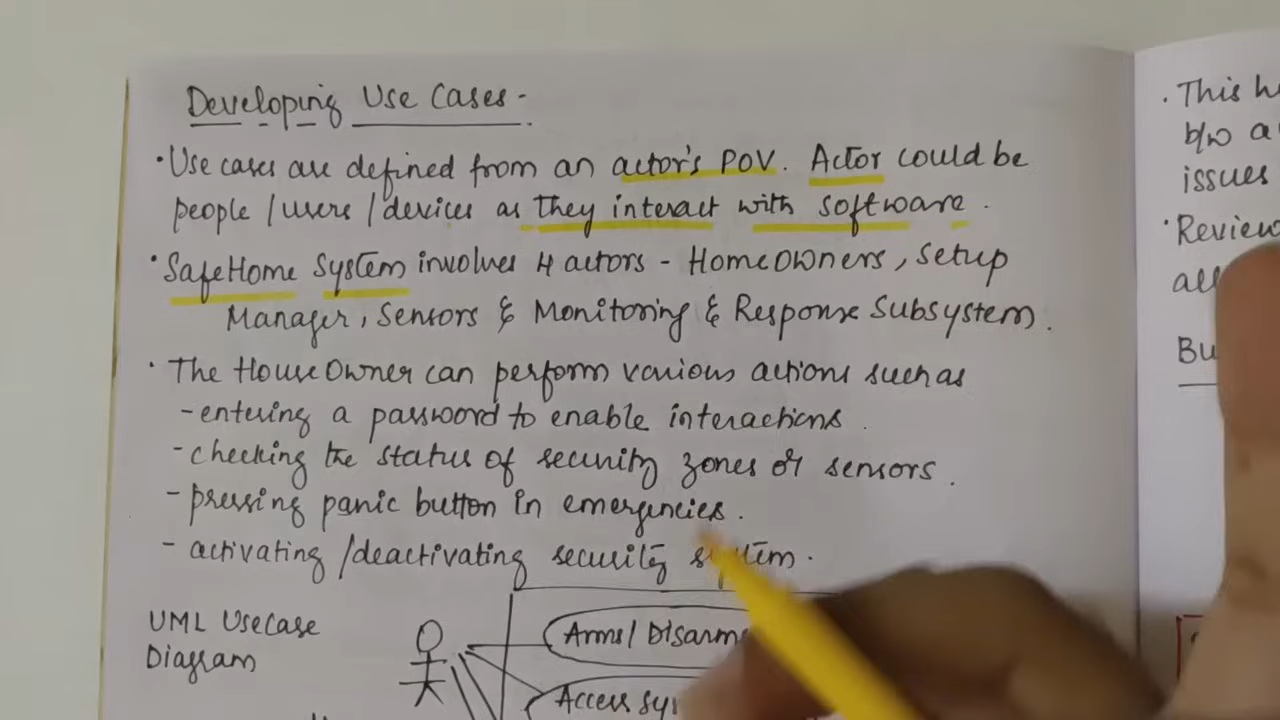 Developing Use Cases -
• Use cases are defined from an actor's POV. Actor could be
people/users/devices as they interact with software.
• SafeHome System involves 4 actors - HomeOwners, Setup
Manager, Sensors & Monitoring & Response Subsystem.
• The HouseOwner can perform various actions such as
- entering a password to enable interactions.
- checking the status of security zones or sensors.
- pressing panic button in emergencies.
- activating/deactivating security system.
UML Usecase
Diagram
Arms/Disarms
Access sys
• This h
b/w a
issues
• Review
all
Bu